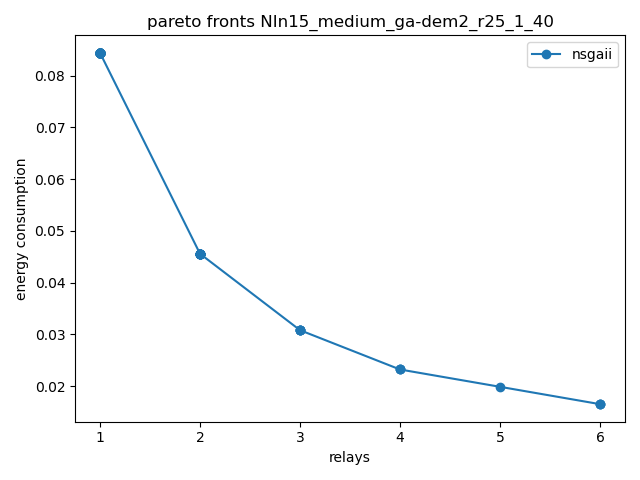 pareto fronts NIn15_medium_ga-dem2_r25_1_40
nsgaii
energy consumption
0.08
0.07
0.06
0.05
0.04
0.03
0.02
1 2 3 4 5 6
relays